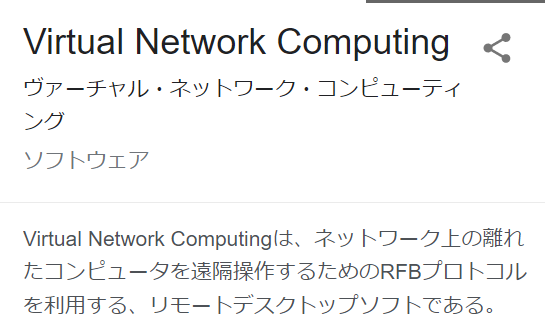 Virtual Network Computing
ヴァーチャル・ネットワーク・コンピューティ
ング
ソフトウェア
Virtual Network Computingは、ネットワーク上の離れ
たコンピュータを遠隔操作するためのRFBプロトコル
を利用する、リモートデスクトップソフトである。